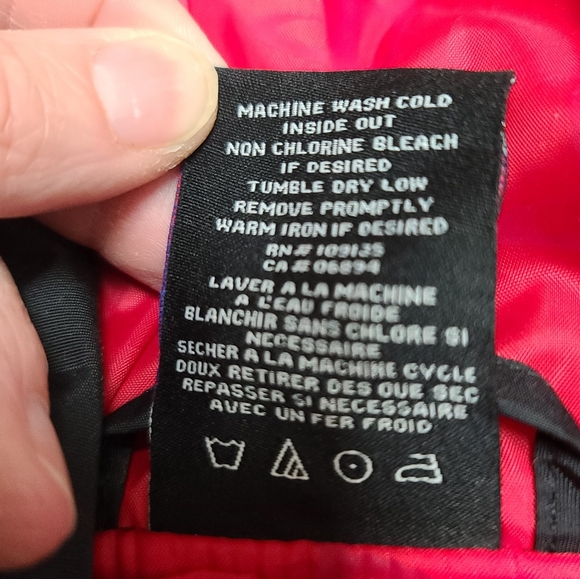 MACHINE WASH COLD
INSIDE OUT
NON CHLORINE BLEACH
IF DESIRED
TUMBLE DRY LOW
REMOVE PROMPTLY
WARM IRON IF DESIRED
RN# 109125
CA# 06894
LAVER A LA MACHINE
A L'EAU FROIDE
BLANCHIR SANS CHLORE SI
NECESSAIRE
SECHER A LA MACHINE CYCLE
DOUX RETIRER DES QUE SEC
REPASSER SI NECESSAIRE
AVEC UN FER FROID